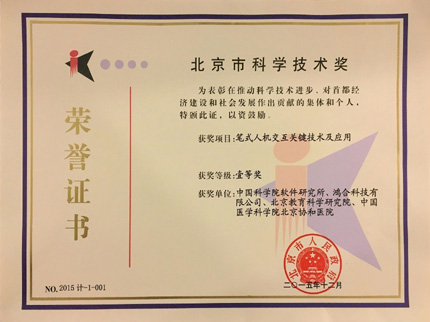 荣誉证书
北京市科学技术奖
为表彰在推动科学技术进步、对首都经
济建设和社会发展作出贡献的集体和个人，
特颁此证，以资鼓励。
获奖项目：笔式人机交互关键技术及应用
获奖等级：壹等奖
获奖单位：中国科学院软件研究所、鸿合科技有
限公司、北京教育科学研究院、中国
医学科学院北京协和医院
北京市人民政府
二〇一五年十二月
NO. 2015 计-1-001